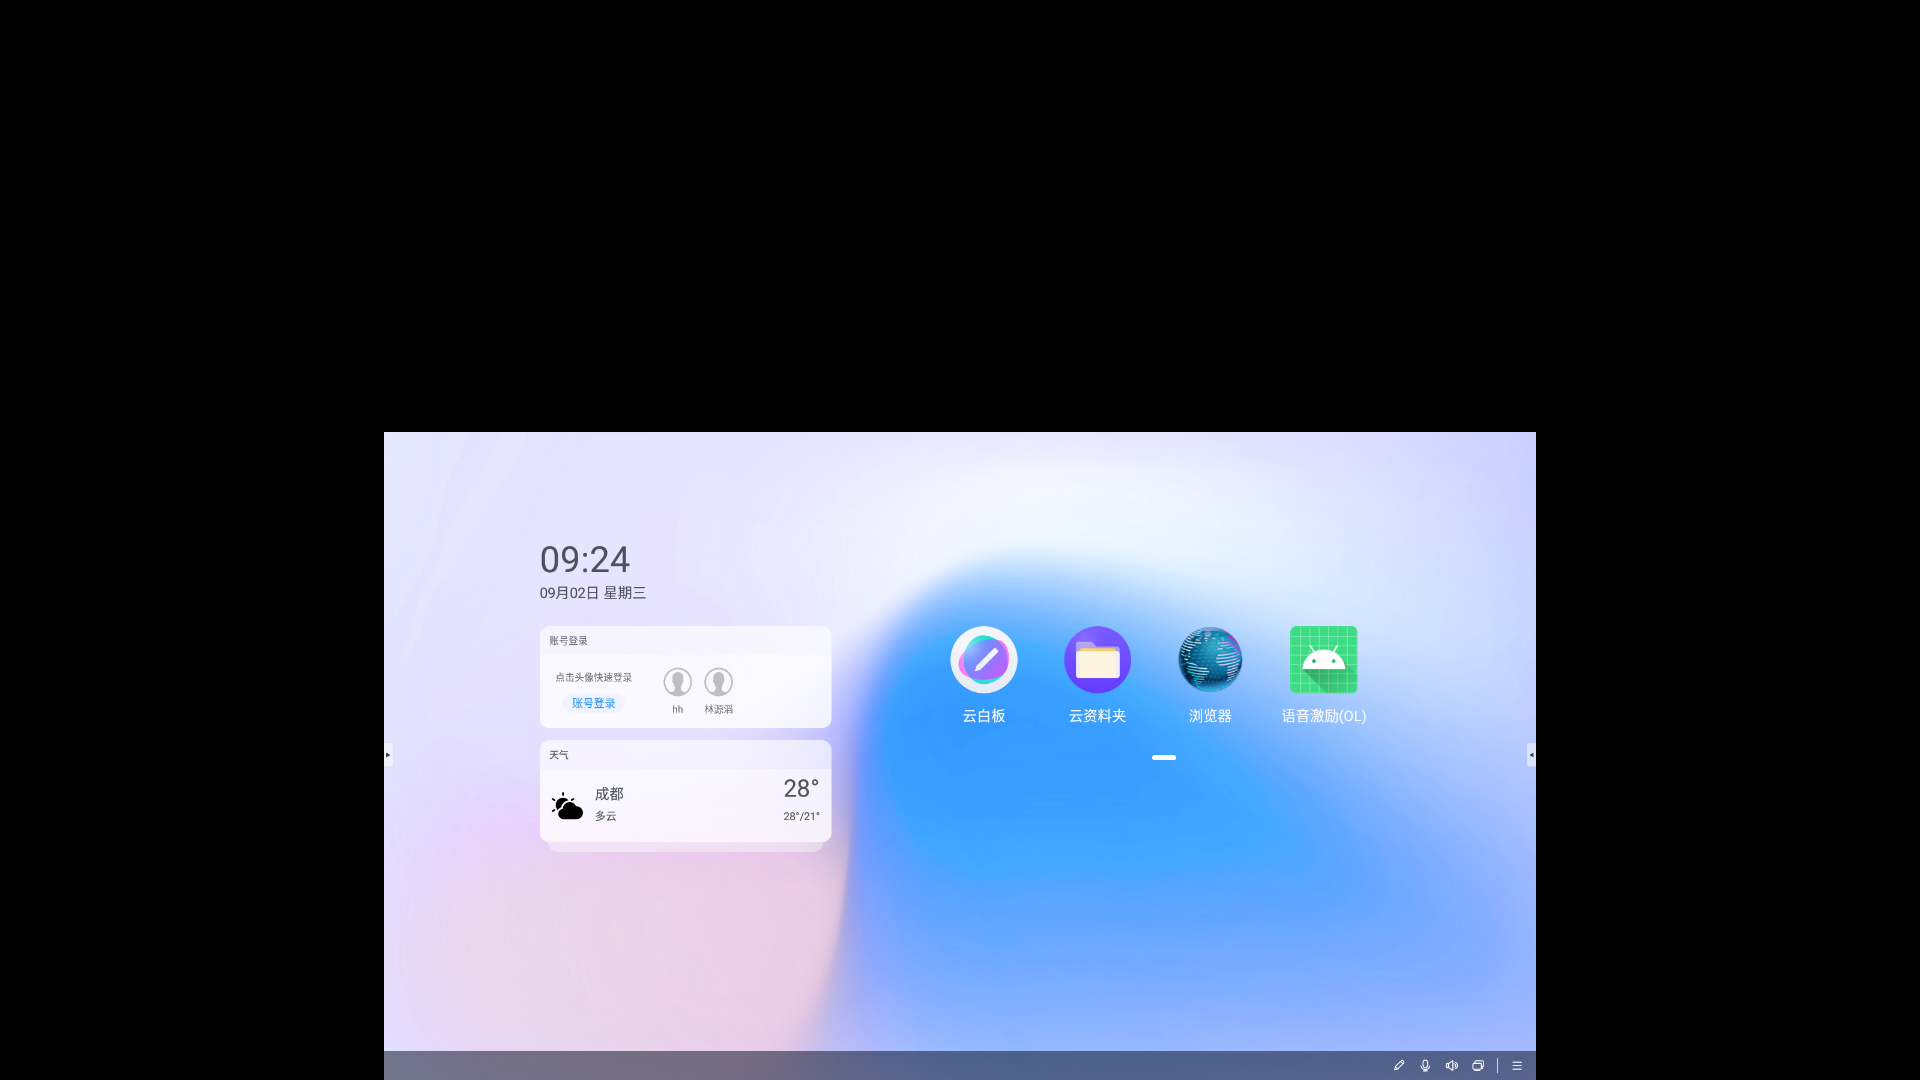 09:24
09月02日 星期三
账号登录
点击头像快速登录
账号登录
hh
林源滔
天气
成都
多云
28°
28°/21°
云白板
云资料夹
浏览器
语音激励(OL)